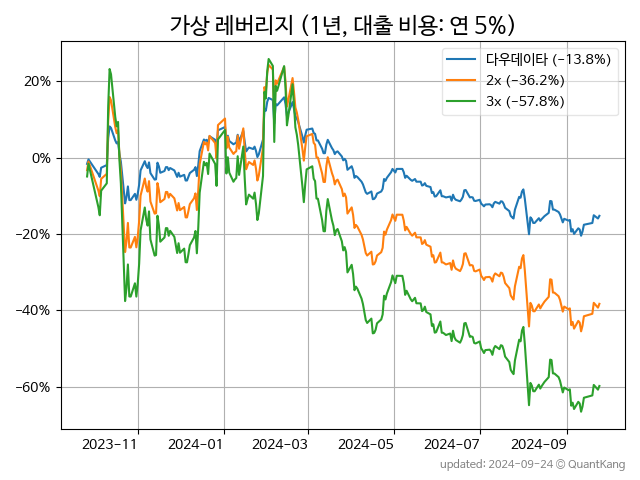 가상 레버리지 (1년, 대출 비용: 연 5%)
다우데이타 (−13.8%)
2x (−36.2%)
3x (−57.8%)
20%
0%
−20%
−40%
−60%
2023-11
2024-01
2024-03
2024-05
2024-07
2024-09
updated: 2024-09-24 © QuantKang